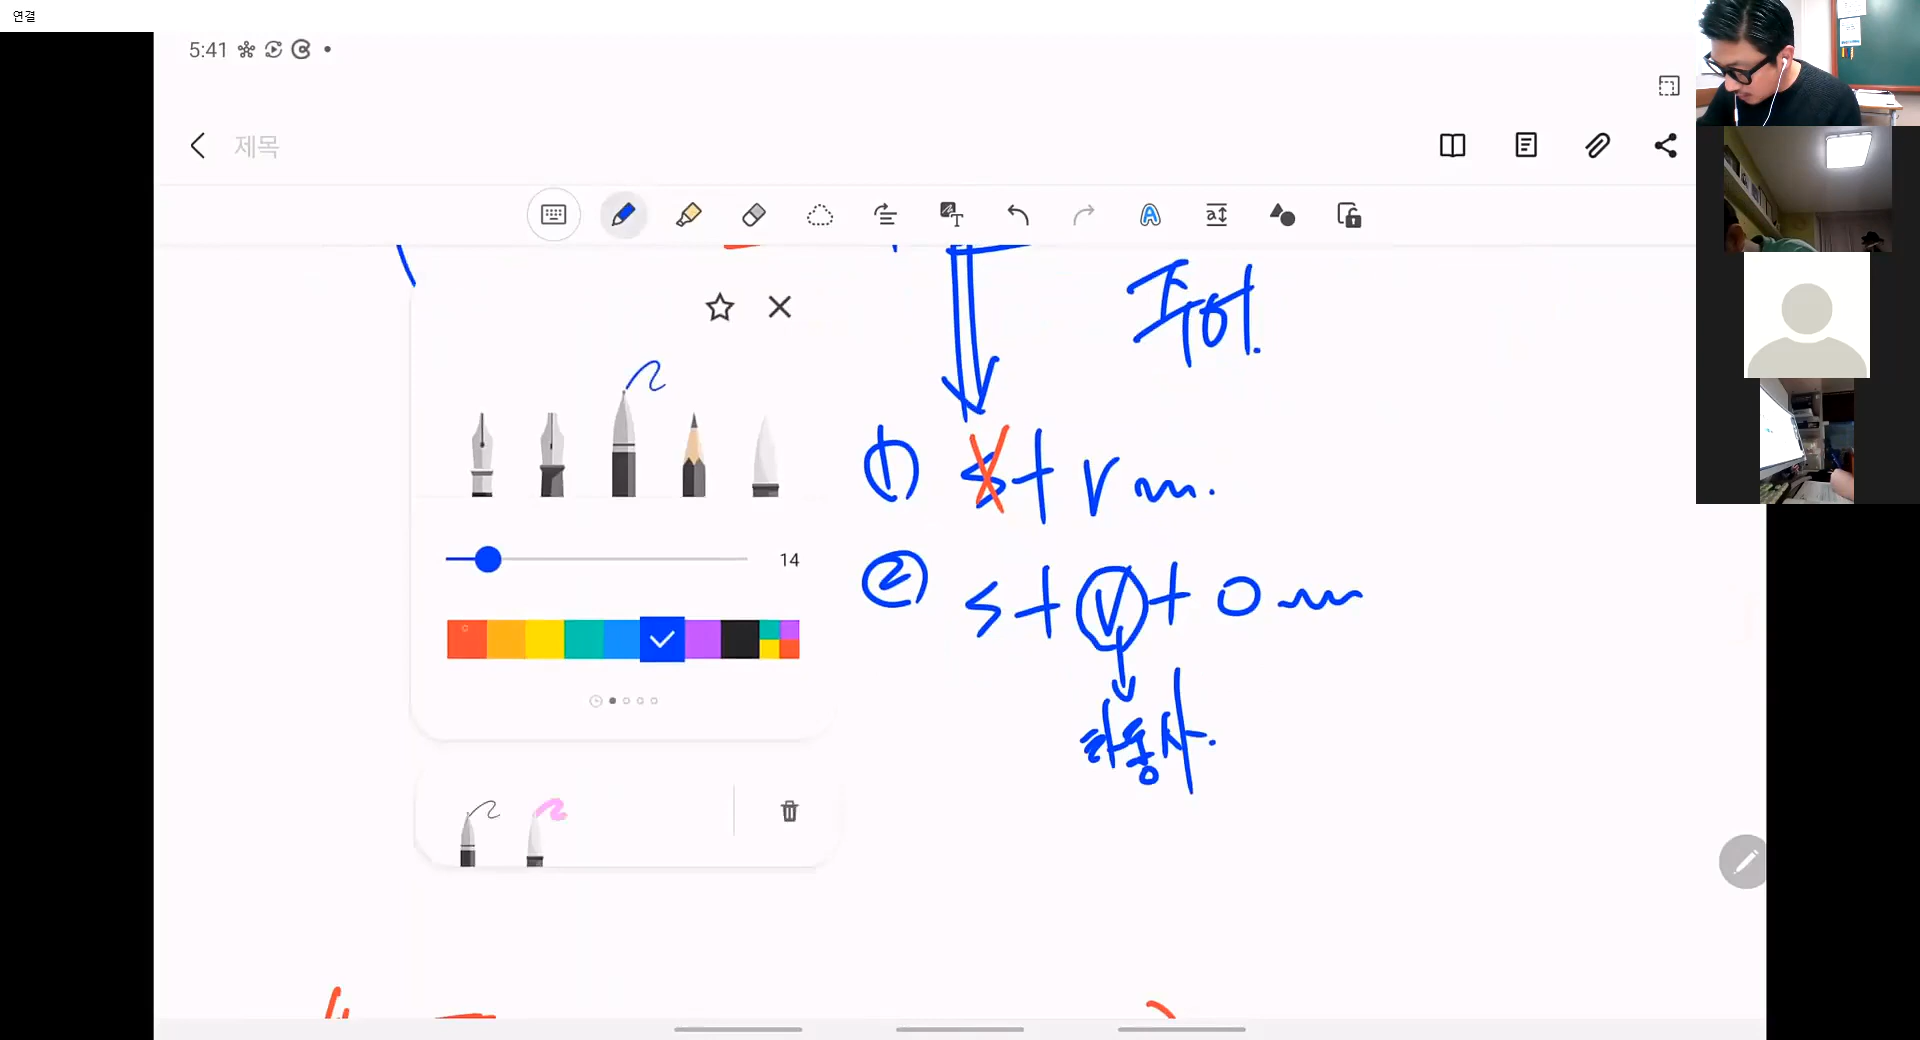 연결
5:41
제목
주어.
① s + V m.
14
② s + V + O m
타동사.